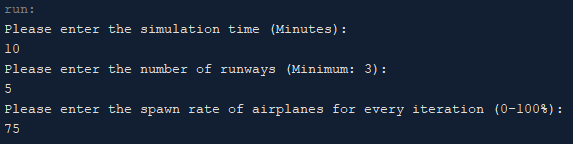 run:
Please enter the simulation time (Minutes):
10
Please enter the number of runways (Minimum: 3):
5
Please enter the spawn rate of airplanes for every iteration (0-100%):
75